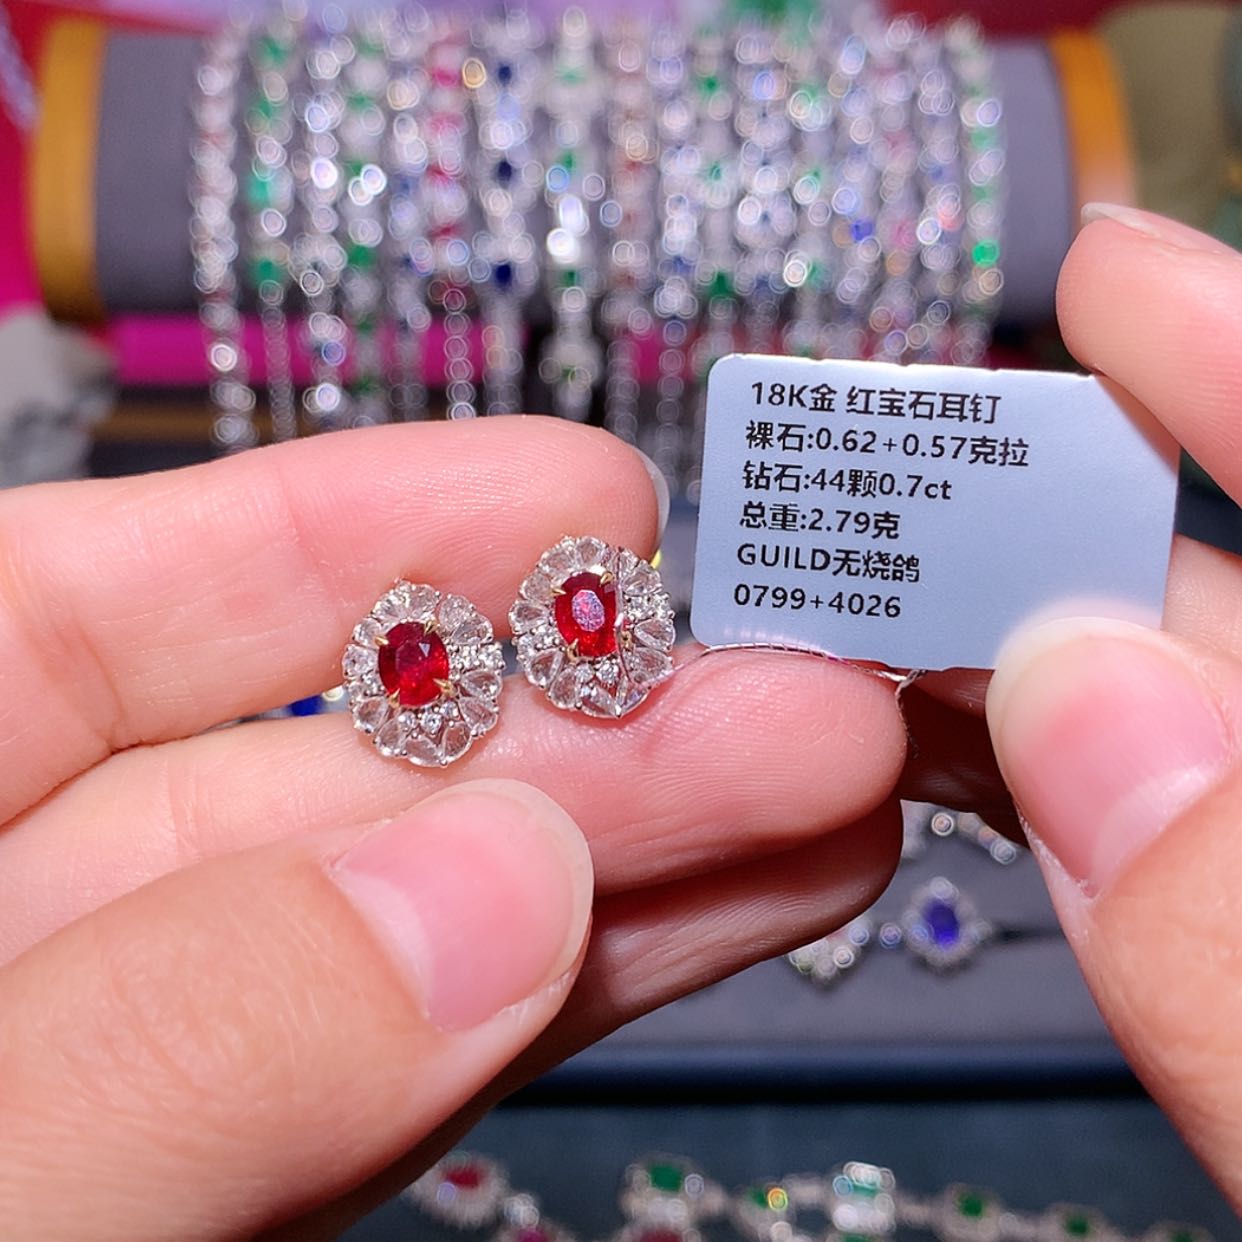 18K金 红宝石耳钉
裸石:0.62+0.57克拉
钻石:44颗0.7ct
总重:2.79克
GUILD无烧鸽
0799+4026